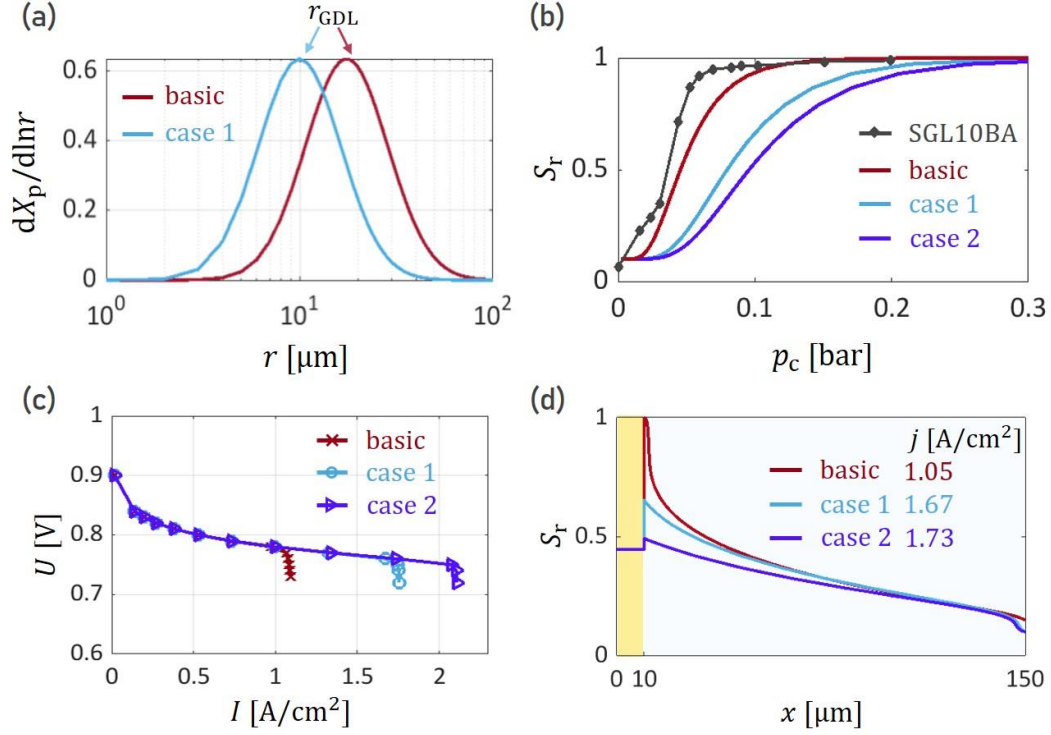 (a)
r_GDL
0.6
0.4
0.2
0
dX_p/dlnr
basic
case 1
10^0
10^1
10^2
r [μm]
(b)
1
0.5
0
S_r
SGL10BA
basic
case 1
case 2
0
0.1
0.2
0.3
p_c [bar]
(c)
1
0.9
0.8
0.7
0.6
U [V]
basic
case 1
case 2
0
0.5
1
1.5
2
I [A/cm²]
(d)
1
0.5
0
S_r
j [A/cm²]
basic 1.05
case 1 1.67
case 2 1.73
0 10
150
x [μm]